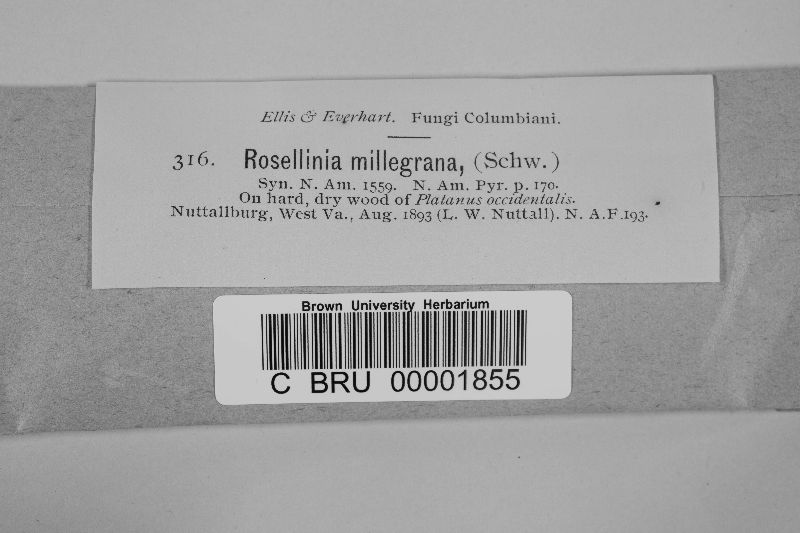 Ellis & Everhart. Fungi Columbiani.
316. Rosellinia millegrana, (Schw.)
Syn. N. Am. 1559. N. Am. Pyr. p. 170.
On hard, dry wood of Platanus occidentalis.
Nuttallburg, West Va., Aug. 1893 (L. W. Nuttall). N. A.F.193.
Brown University Herbarium
C BRU 00001855